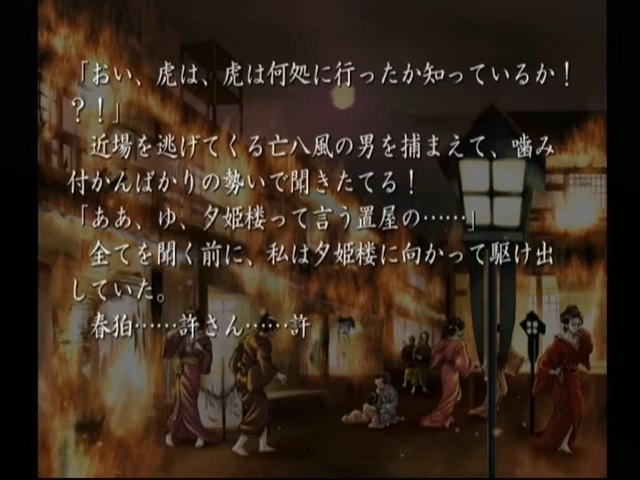 「おい、虎は、虎は何処に行ったか知っているか！
？！」
　近場を逃げてくる亡八風の男を捕まえて、噛み
付かんばかりの勢いで聞きたてる！
「ああ、ゆ、夕姫楼って言う置屋の……」
　全てを聞く前に、私は夕姫楼に向かって駆け出
していた。
　春狛……許さん……許